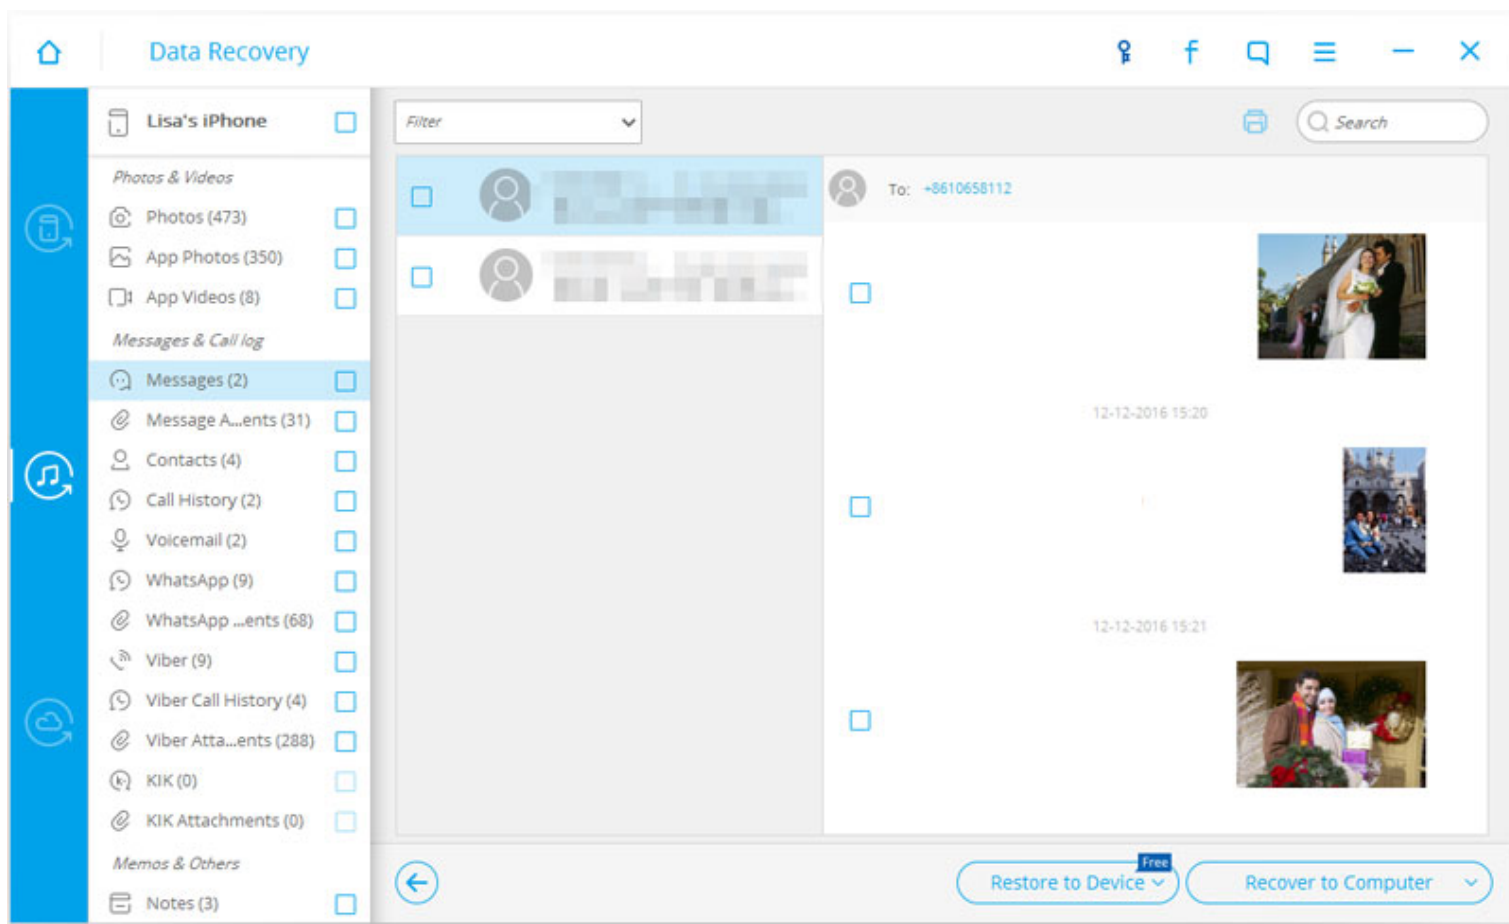 Data Recovery
Lisa's iPhone
Photos & Videos
Photos (473)
App Photos (350)
App Videos (8)
Messages & Call log
Messages (2)
Message A...ents (31)
Contacts (4)
Call History (2)
Voicemail (2)
WhatsApp (9)
WhatsApp ...ents (68)
Viber (9)
Viber Call History (4)
Viber Atta...ents (288)
KIK (0)
KIK Attachments (0)
Memos & Others
Notes (3)
Filter
Search
To: +8610658112
12-12-2016 15:20
12-12-2016 15:21
Free
Restore to Device
Recover to Computer